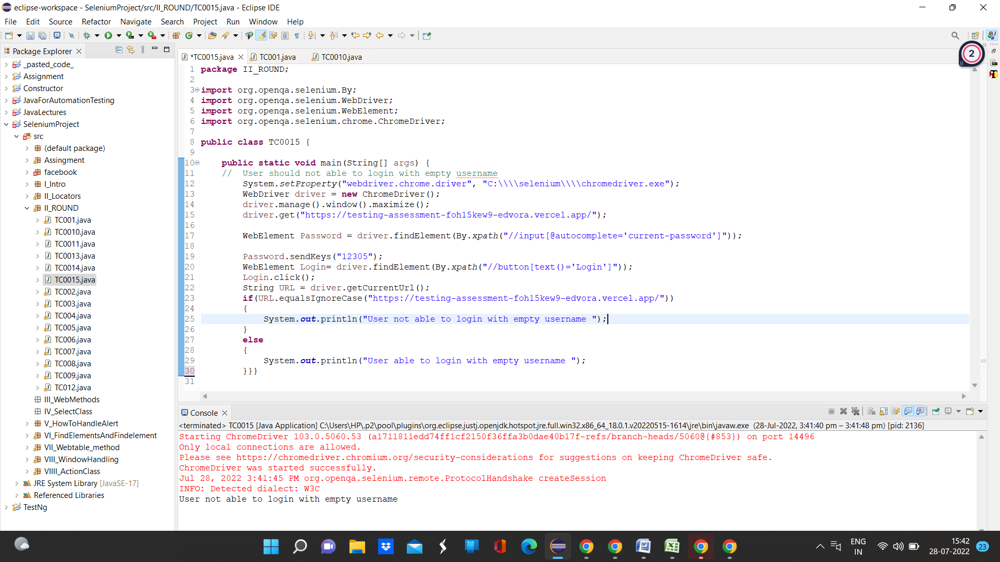 eclipse-workspace - SeleniumProject/src/II_ROUND/TC0015.java - Eclipse IDE
File Edit Source Refactor Navigate Search Project Run Window Help
Package Explorer
_pasted_code_
Assignment
Constructor
JavaForAutomationTesting
JavaLectures
SeleniumProject
src
(default package)
Assingment
facebook
I_Intro
II_Locators
II_ROUND
TC001.java
TC0010.java
TC0011.java
TC0013.java
TC0014.java
TC0015.java
TC002.java
TC003.java
TC004.java
TC005.java
TC006.java
TC007.java
TC008.java
TC009.java
TC012.java
III_WebMethods
IV_SelectClass
V_HowToHandleAlert
VI_FindElementsAndFindelement
VII_Webtable_method
VIII_WindowHandling
VIIII_ActionClass
JRE System Library [JavaSE-17]
Referenced Libraries
TestNg
*TC0015.java TC001.java TC0010.java
2
1 package II_ROUND;
2
3 import org.openqa.selenium.By;
4 import org.openqa.selenium.WebDriver;
5 import org.openqa.selenium.WebElement;
6 import org.openqa.selenium.chrome.ChromeDriver;
7
8 public class TC0015 {
9
10 public static void main(String[] args) {
11 // User should not able to login with empty username
12 System.setProperty("webdriver.chrome.driver", "C:\\\\selenium\\\\chromedriver.exe");
13 WebDriver driver = new ChromeDriver();
14 driver.manage().window().maximize();
15 driver.get("https://testing-assessment-foh15kew9-edvora.vercel.app/");
16
17 WebElement Password = driver.findElement(By.xpath("//input[@autocomplete='current-password']"));
18
19 Password.sendKeys("12305");
20 WebElement Login= driver.findElement(By.xpath("//button[text()='Login']"));
21 Login.click();
22 String URL = driver.getCurrentUrl();
23 if(URL.equalsIgnoreCase("https://testing-assessment-foh15kew9-edvora.vercel.app/"))
24 {
25 System.out.println("User not able to login with empty username ");
26 }
27 else
28 {
29 System.out.println("User able to login with empty username ");
30 }}}
31
Console
<terminated> TC0015 [Java Application] C:\Users\HP\.p2\pool\plugins\org.eclipse.justj.openjdk.hotspot.jre.full.win32.x86_64_18.0.1.v20220515-1614\jre\bin\javaw.exe (28-Jul-2022, 3:41:40 pm – 3:41:48 pm) [pid: 2136]
Starting ChromeDriver 103.0.5060.53 (a1711811edd74ff1cf2150f36ffa3b0dae40b17f-refs/branch-heads/5060@{#853}) on port 14496
Only local connections are allowed.
Please see https://chromedriver.chromium.org/security-considerations for suggestions on keeping ChromeDriver safe.
ChromeDriver was started successfully.
Jul 28, 2022 3:41:45 PM org.openqa.selenium.remote.ProtocolHandshake createSession
INFO: Detected dialect: W3C
User not able to login with empty username
ENG
IN
15:42
28-07-2022
23